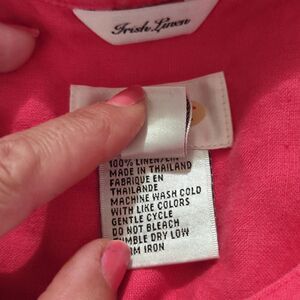 Irish Linen
100% LINEN/LIN
MADE IN THAILAND
FABRIQUE EN
THAILANDE
MACHINE WASH COLD
WITH LIKE COLORS
GENTLE CYCLE
DO NOT BLEACH
TUMBLE DRY LOW
IRON